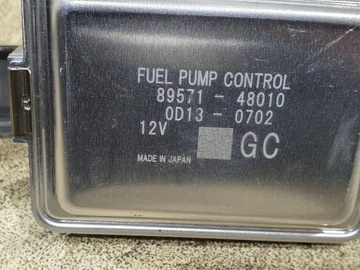 FUEL PUMP CONTROL
89571 - 48010
0D13 - 0702
12V
GC
MADE IN JAPAN